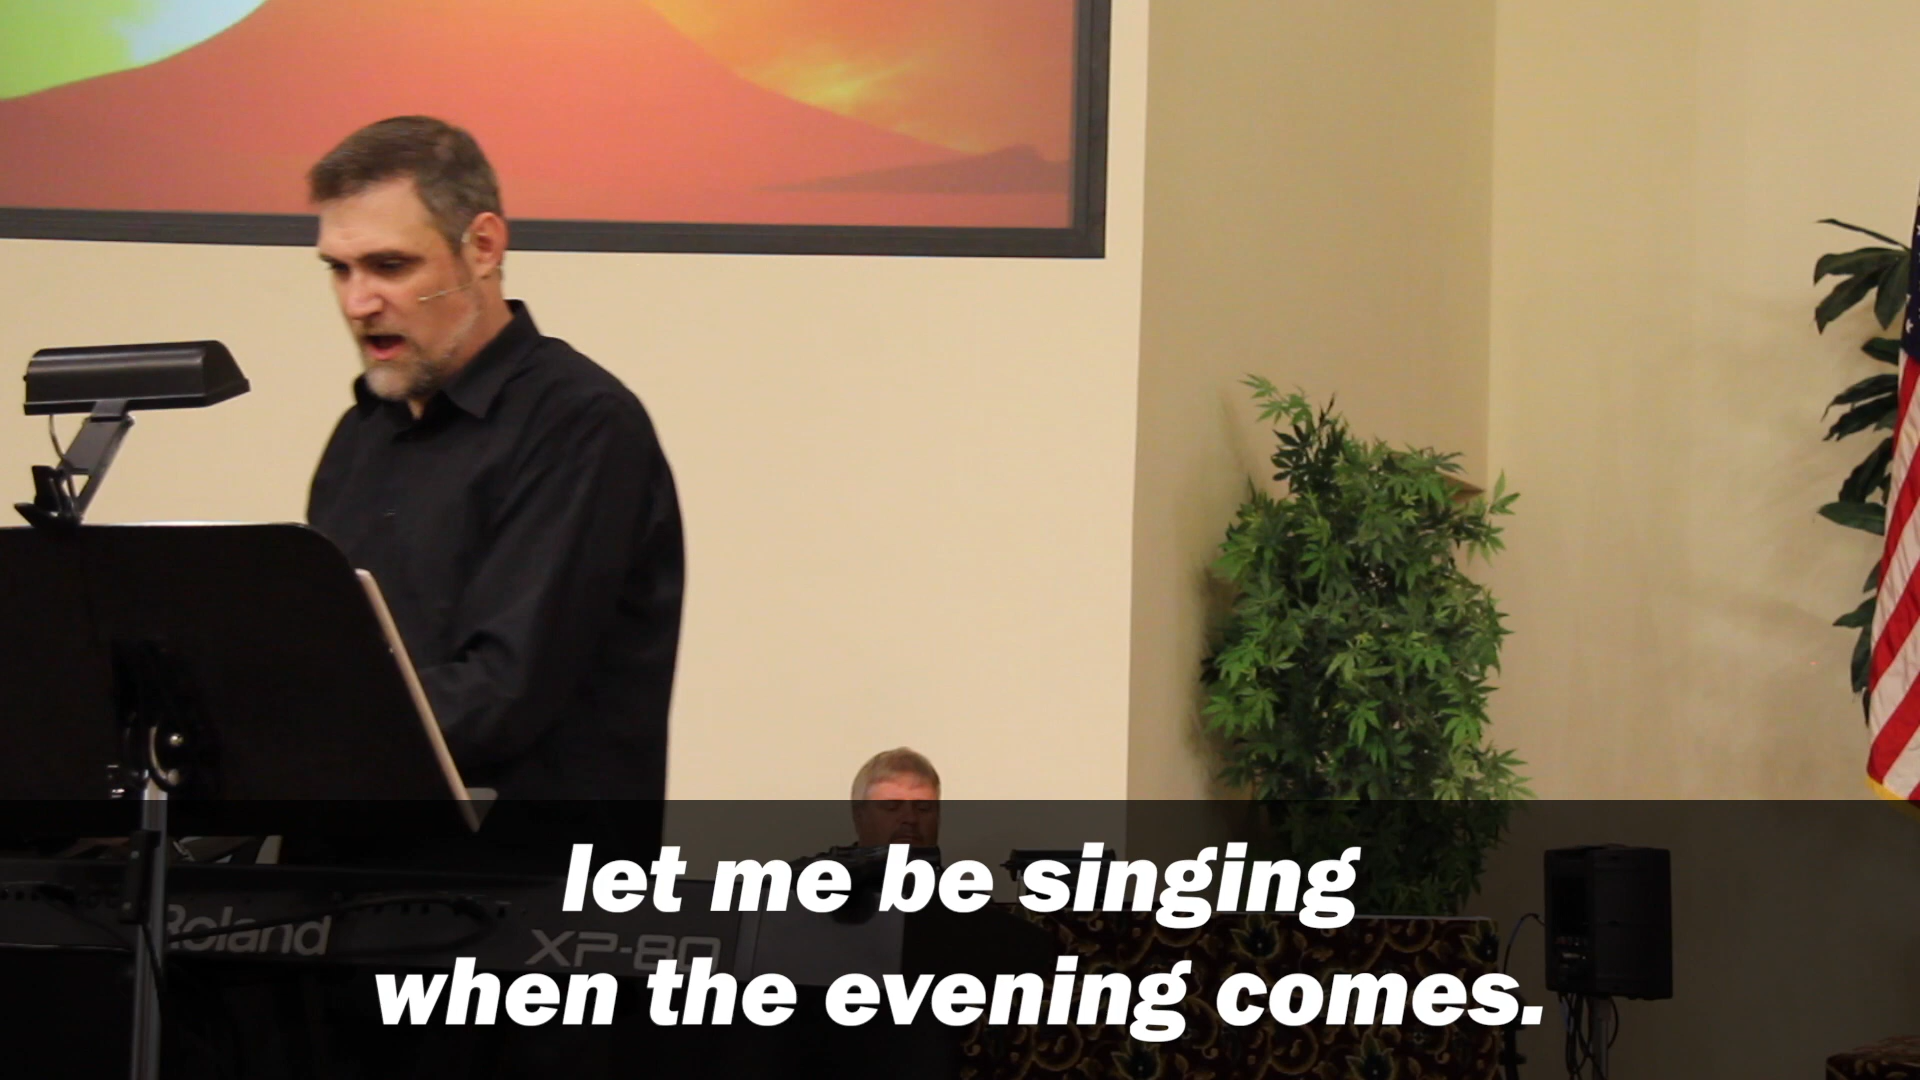 let me be singing
when the evening comes.
Roland
XP-80